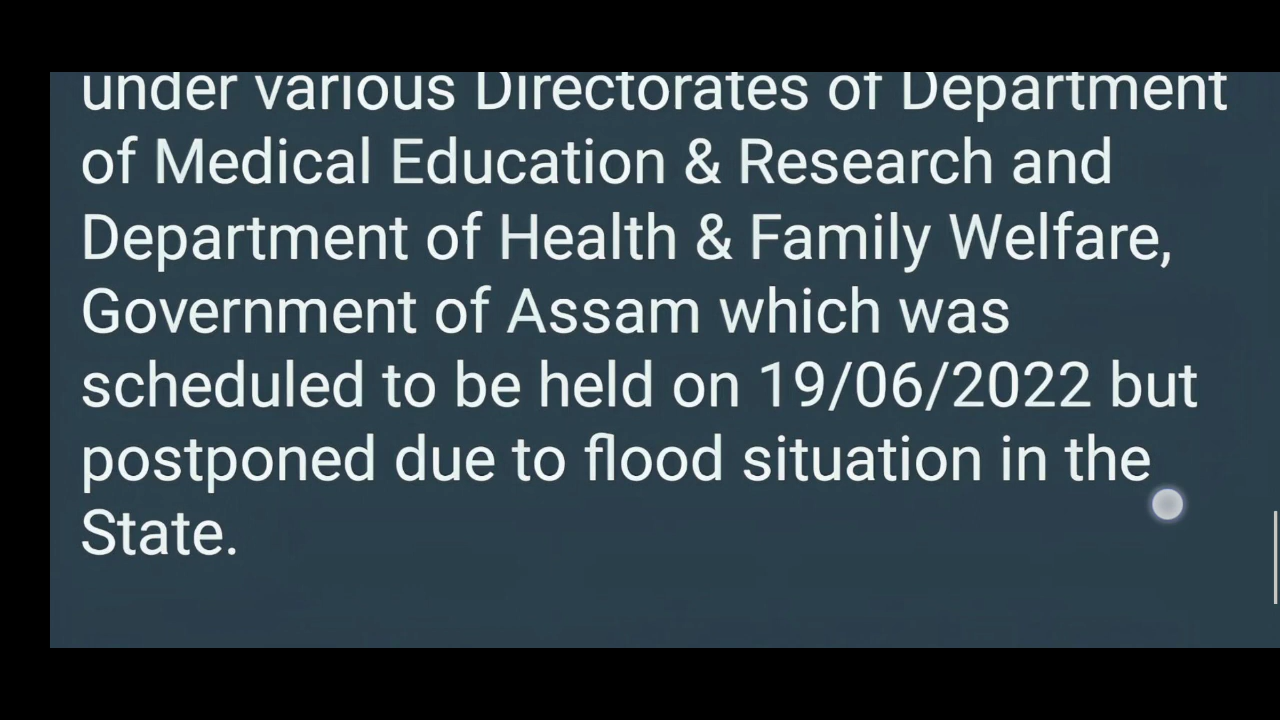 under various Directorates of Department
of Medical Education & Research and
Department of Health & Family Welfare,
Government of Assam which was
scheduled to be held on 19/06/2022 but
postponed due to flood situation in the
State.